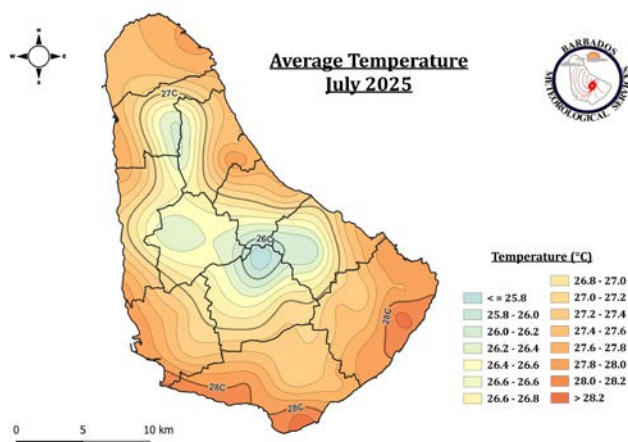 Average Temperature
July 2025
BARBADOS
METEOROLOGICAL SERVICES
N
W
E
S
27C
26C
28C
28C
28C
Temperature (°C)
< = 25.8
25.8 - 26.0
26.0 - 26.2
26.2 - 26.4
26.4 - 26.6
26.6 - 26.6
26.6 - 26.8
26.8 - 27.0
27.0 - 27.2
27.2 - 27.4
27.4 - 27.6
27.6 - 27.8
27.8 - 28.0
28.0 - 28.2
> 28.2
0 5 10 km